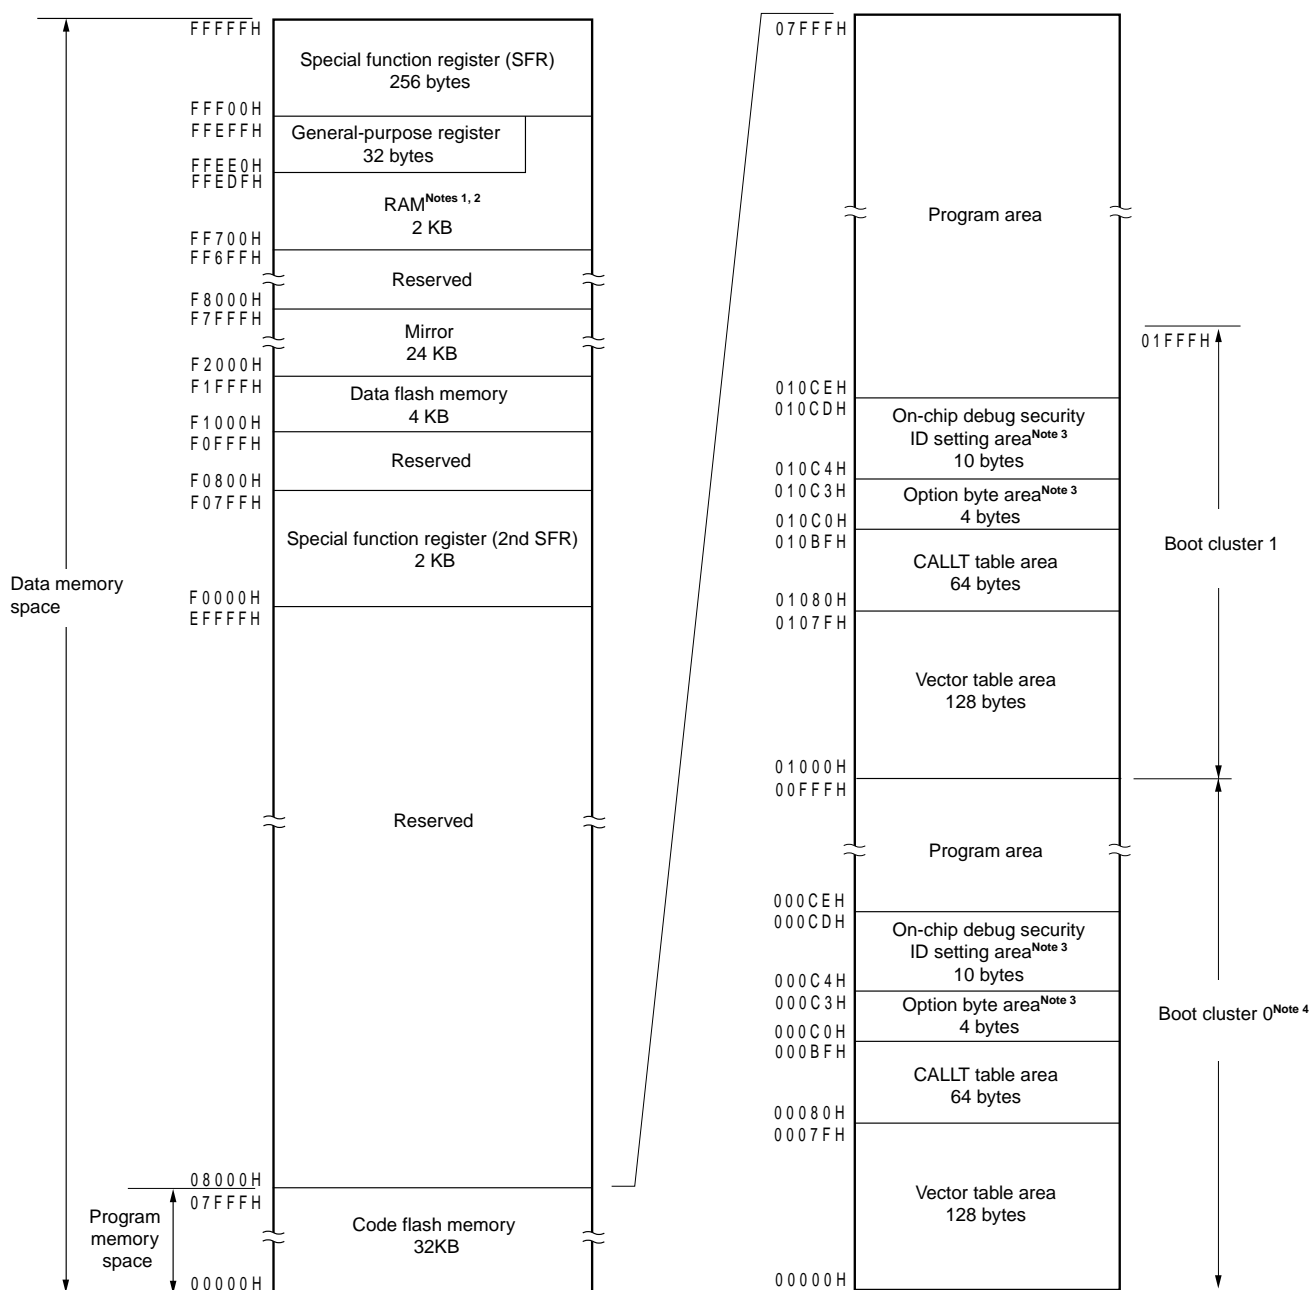 FFFFFH
Special function register (SFR)
256 bytes
FFF00H
FFEFFH
General-purpose register
32 bytes
FFEE0H
FFEDFH
RAMNotes 1, 2
2 KB
FF700H
FF6FFH
Reserved
F8000H
F7FFFH
Mirror
24 KB
F2000H
F1FFFH
Data flash memory
4 KB
F1000H
F0FFFH
Reserved
F0800H
F07FFH
Special function register (2nd SFR)
2 KB
Data memory
space
F0000H
EFFFFH
Reserved
08000H
07FFFH
Program
memory
space
Code flash memory
32KB
00000H
07FFFH
Program area
01FFFH
010CEH
010CDH
On-chip debug security
ID setting areaNote 3
10 bytes
010C4H
010C3H
Option byte areaNote 3
4 bytes
010C0H
010BFH
CALLT table area
64 bytes
Boot cluster 1
01080H
0107FH
Vector table area
128 bytes
01000H
00FFFH
Program area
000CEH
000CDH
On-chip debug security
ID setting areaNote 3
10 bytes
000C4H
000C3H
Option byte areaNote 3
4 bytes
Boot cluster 0Note 4
000C0H
000BFH
CALLT table area
64 bytes
00080H
0007FH
Vector table area
128 bytes
00000H